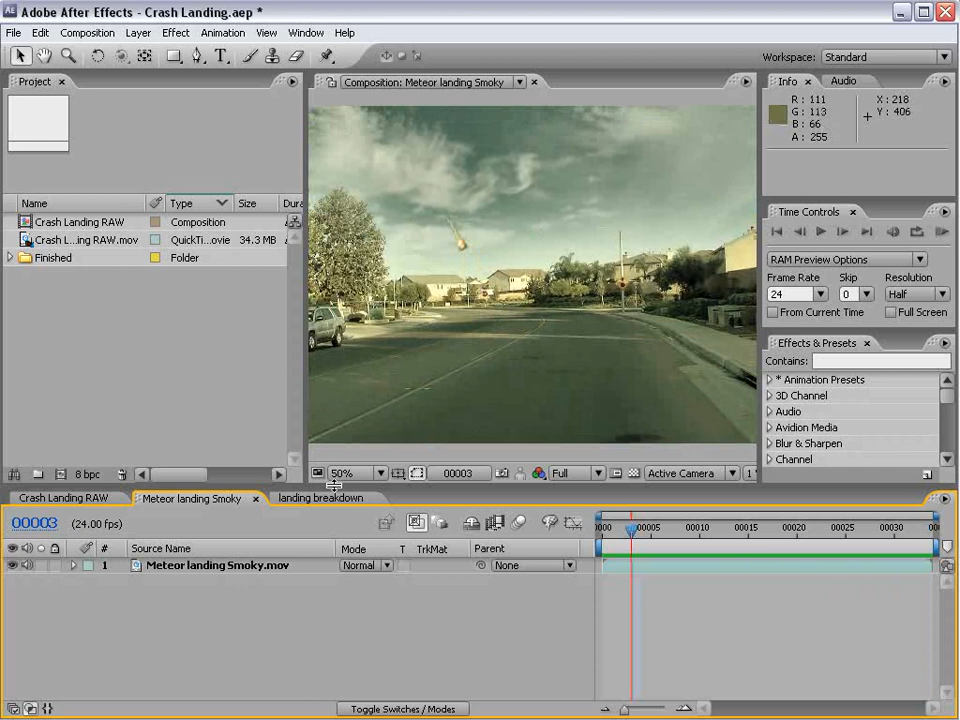 Adobe After Effects - Crash Landing.aep *
File Edit Composition Layer Effect Animation View Window Help
Workspace: Standard
Project
Composition: Meteor landing Smoky
Info Audio
R: 111
G: 113
B: 66
A: 255
X: 218
Y: 406
Name Type Size Dura
Crash Landing RAW Composition
Crash L...ing RAW.mov QuickTi...ovie 34.3 MB
Finished Folder
Time Controls
RAM Preview Options
Frame Rate Skip Resolution
24 0 Half
From Current Time Full Screen
Effects & Presets
Contains:
* Animation Presets
3D Channel
Audio
Avidion Media
Blur & Sharpen
Channel
8 bpc
50% 00003 Full Active Camera 1
Crash Landing RAW Meteor landing Smoky landing breakdown
00003 (24.00 fps)
0000 00005 00010 00015 00020 00025 00030 00
# Source Name Mode T TrkMat Parent
1 Meteor landing Smoky.mov Normal None
Toggle Switches / Modes